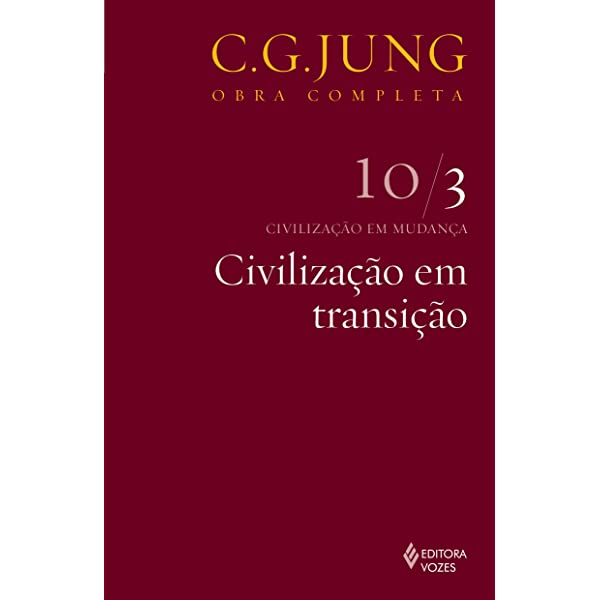 C.G.JUNG
OBRA COMPLETA
10/3
CIVILIZAÇÃO EM MUDANÇA
Civilização em
transição
EDITORA
VOZES